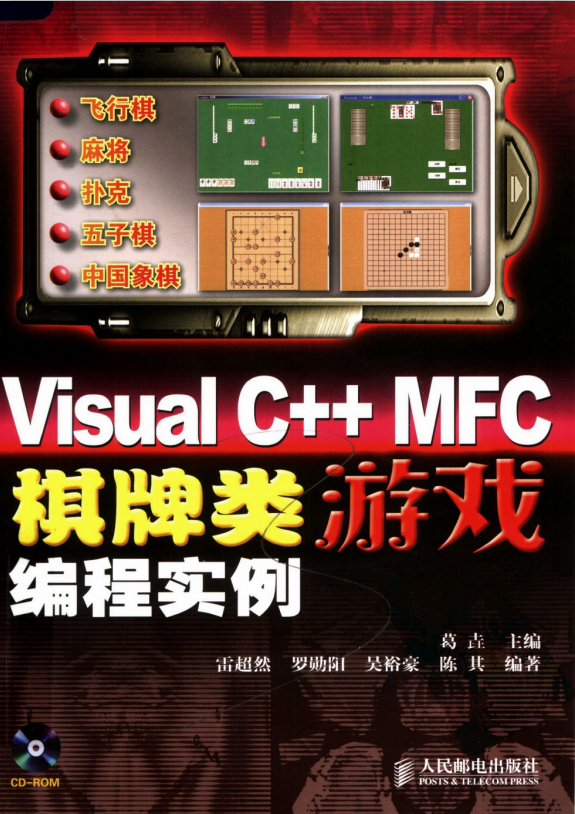 飞行棋
麻将
扑克
五子棋
中国象棋
Visual C++ MFC
棋牌类游戏
编程实例
葛垚 主编
雷超然 罗勋阳 吴裕豪 陈其 编著
CD-ROM
人民邮电出版社
POSTS & TELECOM PRESS